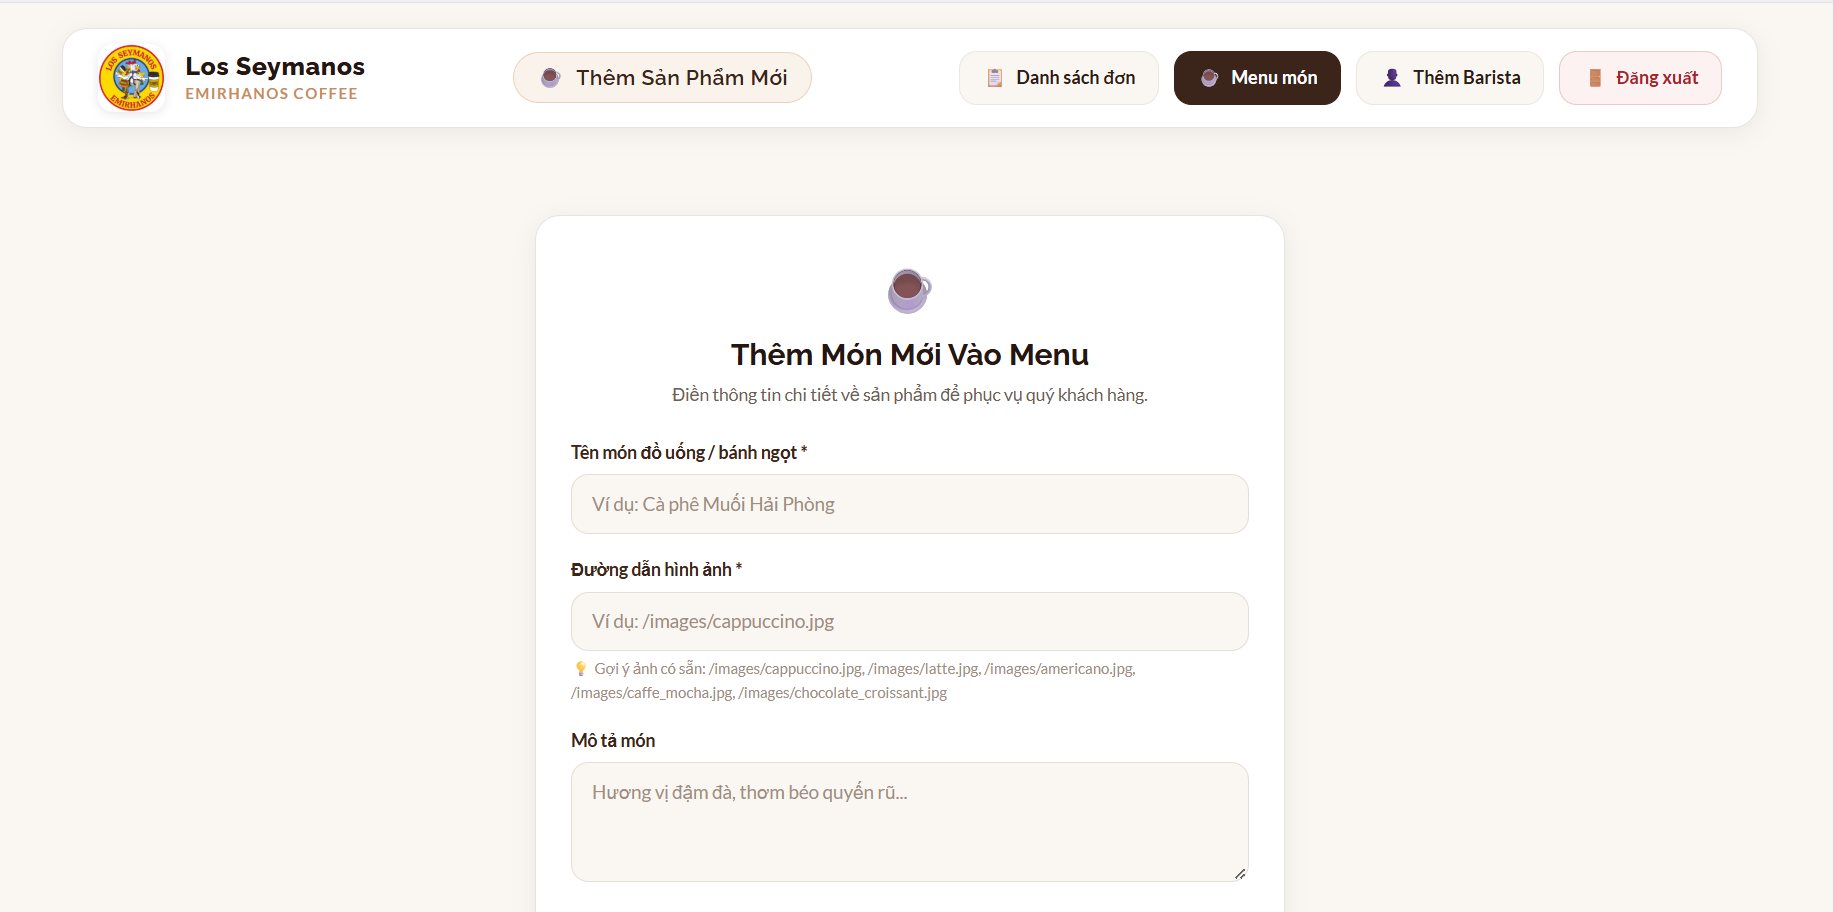 LOS SEYMANOS
EMIRHANOS
Los Seymanos
EMIRHANOS COFFEE
Thêm Sản Phẩm Mới
Danh sách đơn
Menu món
Thêm Barista
Đăng xuất
Thêm Món Mới Vào Menu
Điền thông tin chi tiết về sản phẩm để phục vụ quý khách hàng.
Tên món đồ uống / bánh ngọt *
Ví dụ: Cà phê Muối Hải Phòng
Đường dẫn hình ảnh *
Ví dụ: /images/cappuccino.jpg
Gợi ý ảnh có sẵn: /images/cappuccino.jpg, /images/latte.jpg, /images/americano.jpg,
/images/caffe_mocha.jpg, /images/chocolate_croissant.jpg
Mô tả món
Hương vị đậm đà, thơm béo quyến rũ...